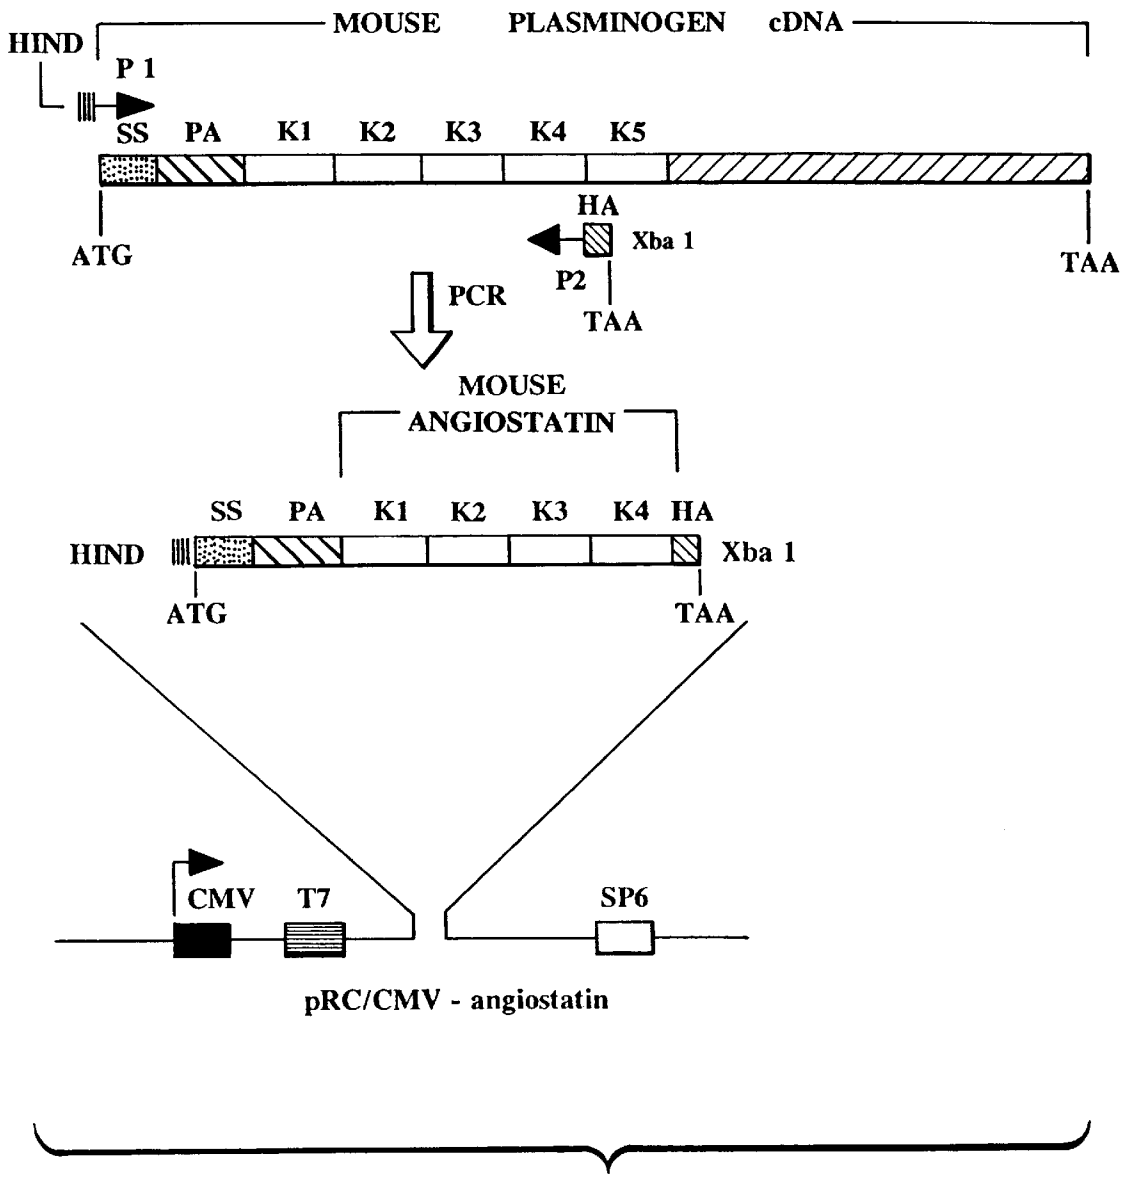 MOUSE PLASMINOGEN cDNA
HIND
P 1
SS PA K1 K2 K3 K4 K5
HA
ATG Xba 1 TAA
P2
PCR
TAA
MOUSE
ANGIOSTATIN
SS PA K1 K2 K3 K4 HA
HIND Xba 1
ATG TAA
CMV T7 SP6
pRC/CMV - angiostatin